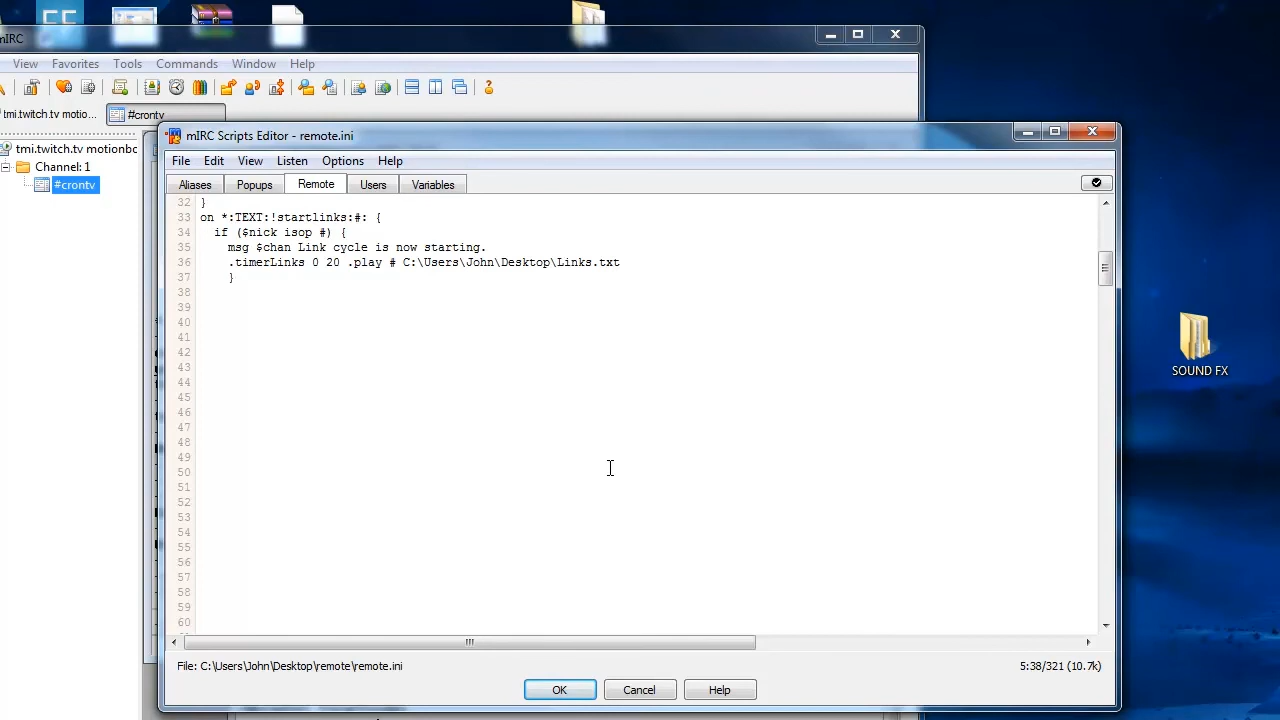 mIRC
View Favorites Tools Commands Window Help
tmi.twitch.tv motio... #crontv
mIRC Scripts Editor - remote.ini
tmi.twitch.tv motionbo
Channel: 1
#crontv
File Edit View Listen Options Help
Aliases Popups Remote Users Variables
32 }
33 on *:TEXT:!startlinks:#: {
34 if ($nick isop #) {
35 msg $chan Link cycle is now starting.
36 .timerLinks 0 20 .play # C:\Users\John\Desktop\Links.txt
37 }
38
39
40
41
42
43
44
45
46
47
48
49
50
51
52
53
54
55
56
57
58
59
60
SOUND FX
File: C:\Users\John\Desktop\remote\remote.ini 5:38/321 (10.7k)
OK Cancel Help